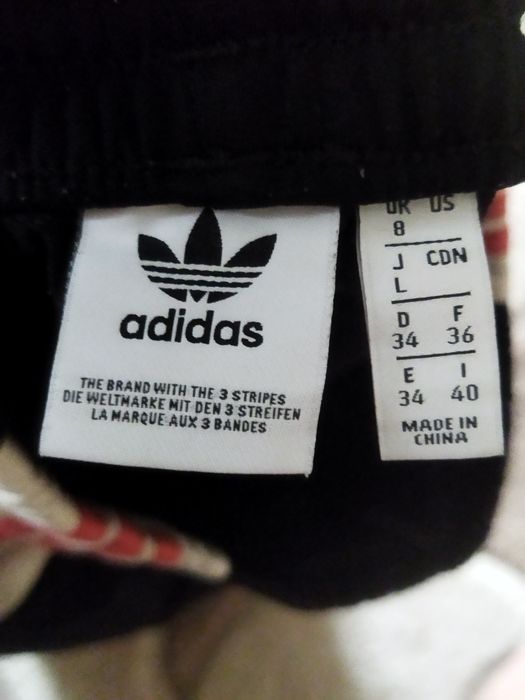 adidas
THE BRAND WITH THE 3 STRIPES
DIE WELTMARKE MIT DEN 3 STREIFEN
LA MARQUE AUX 3 BANDES
UK US
8
J CDN
L
D F
34 36
E I
34 40
MADE IN
CHINA